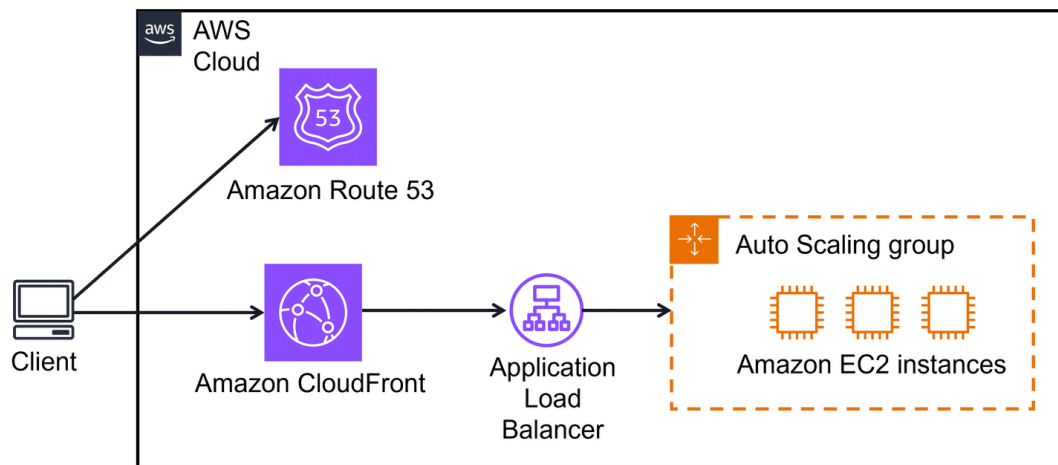 aws
AWS
Cloud
53
Amazon Route 53
Auto Scaling group
Client
Amazon CloudFront
Application
Load
Balancer
Amazon EC2 instances